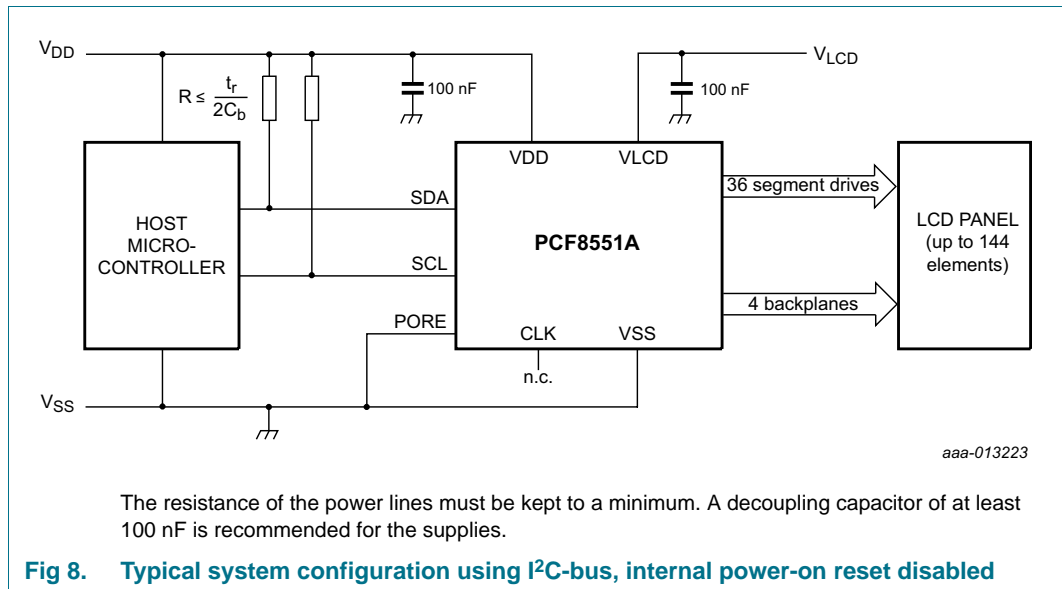 VDD
VLCD
R ≤ tr
2Cb
100 nF
100 nF
VDD
VLCD
HOST
MICRO-
CONTROLLER
SDA
SCL
PORE
PCF8551A
CLK
VSS
n.c.
36 segment drives
4 backplanes
LCD PANEL
(up to 144
elements)
VSS
aaa-013223
The resistance of the power lines must be kept to a minimum. A decoupling capacitor of at least
100 nF is recommended for the supplies.
Fig 8. Typical system configuration using I²C-bus, internal power-on reset disabled